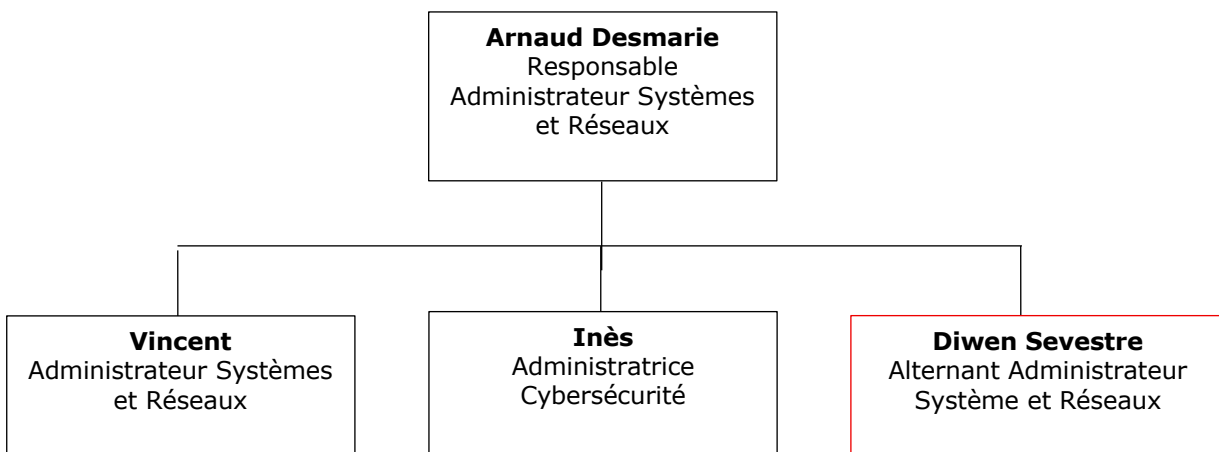 Arnaud Desmarie
Responsable
Administrateur Systèmes
et Réseaux
Vincent
Administrateur Systèmes
et Réseaux
Inès
Administratrice
Cybersécurité
Diwen Sevestre
Alternant Administrateur
Système et Réseaux